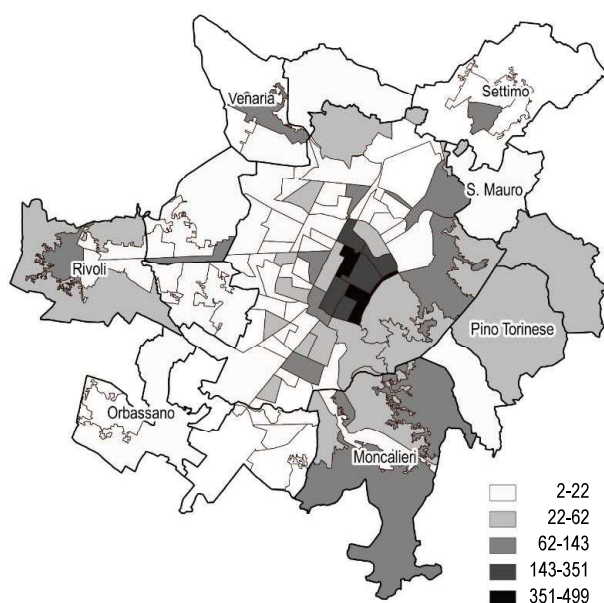 Venaria
Settimo
S. Mauro
Rivoli
Pino Torinese
Orbassano
Moncalieri
2-22
22-62
62-143
143-351
351-499